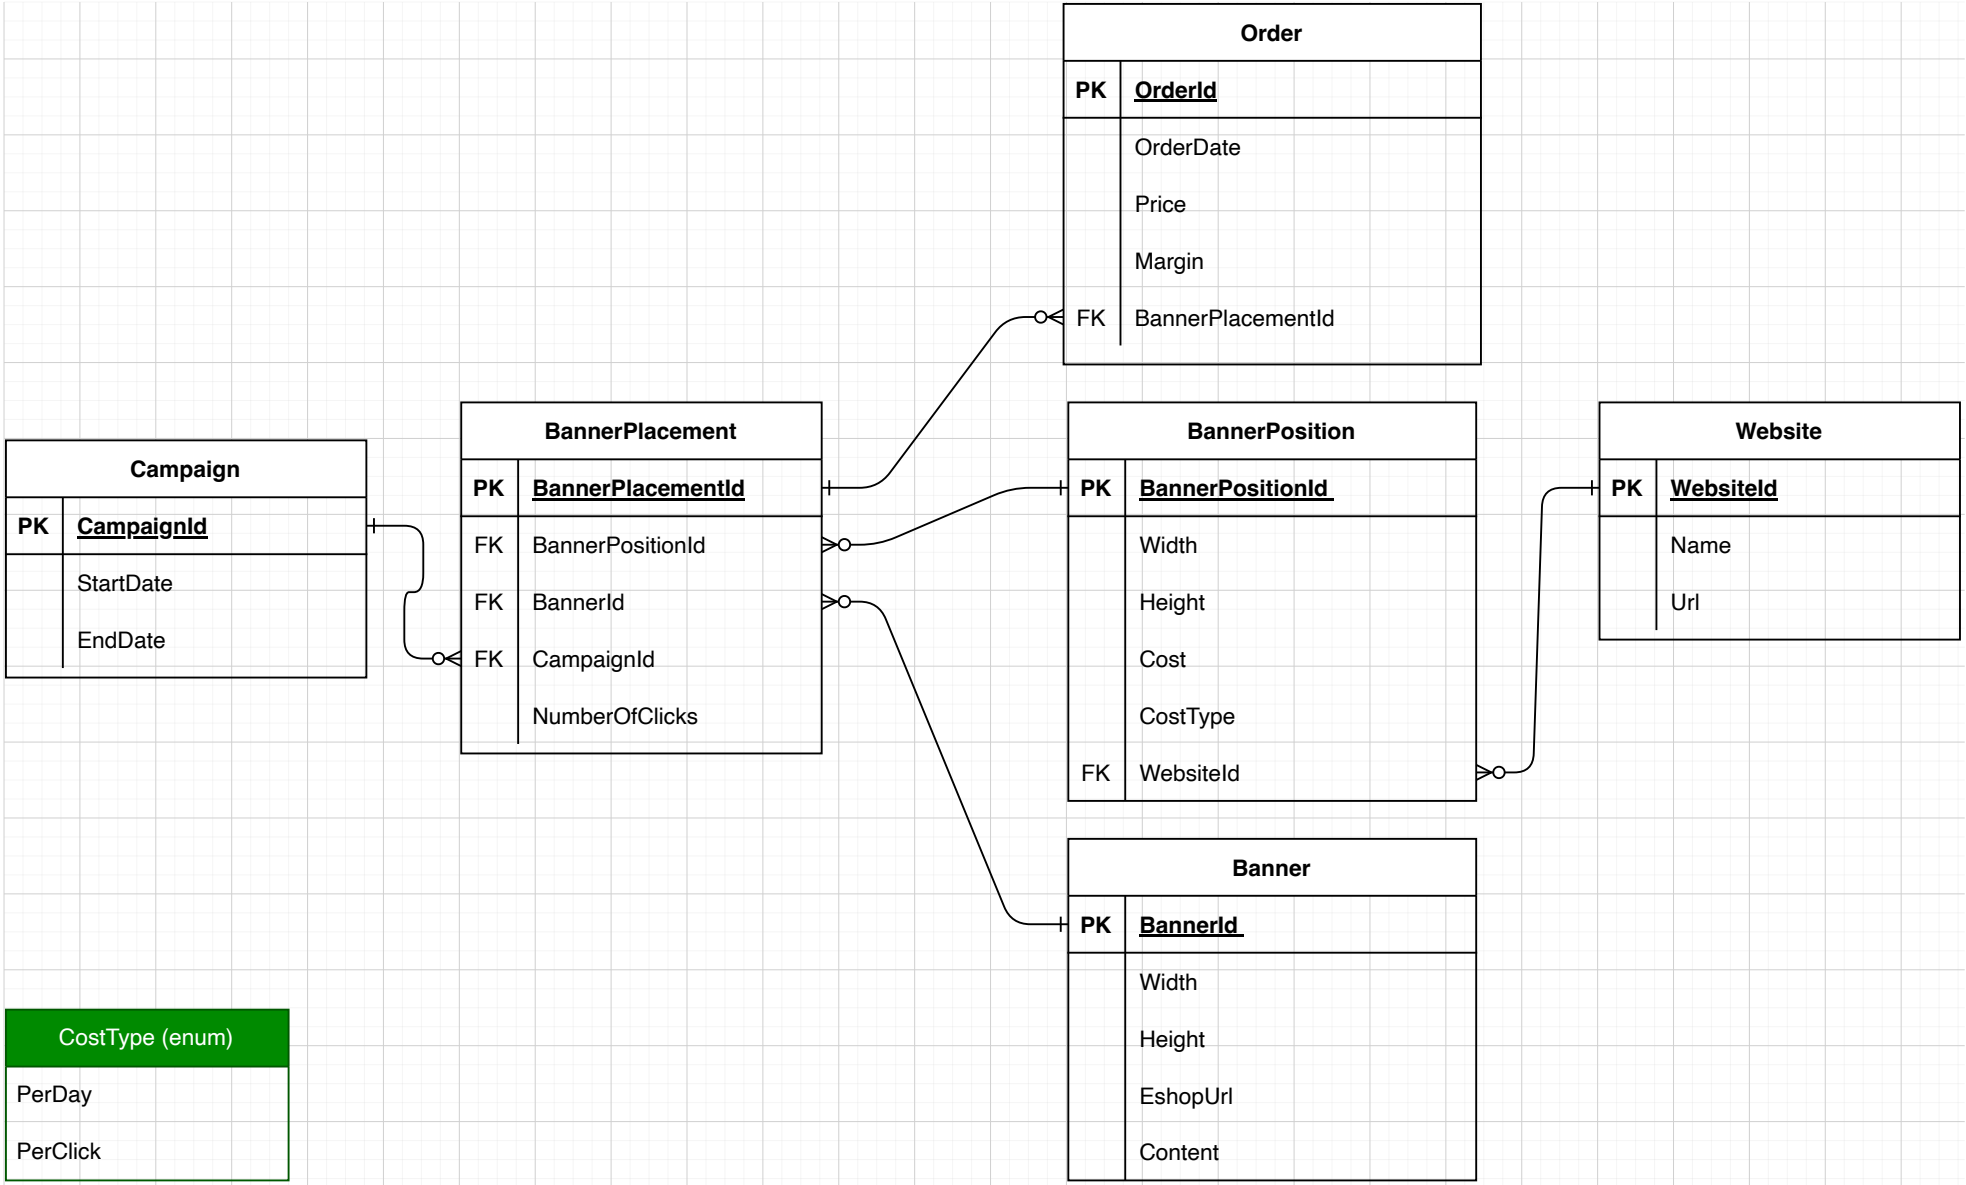 Order
PK OrderId
OrderDate
Price
Margin
FK BannerPlacementId
Campaign
PK CampaignId
StartDate
EndDate
BannerPlacement
PK BannerPlacementId
FK BannerPositionId
FK BannerId
FK CampaignId
NumberOfClicks
BannerPosition
PK BannerPositionId
Width
Height
Cost
CostType
FK WebsiteId
Website
PK WebsiteId
Name
Url
Banner
PK BannerId
Width
Height
EshopUrl
Content
CostType (enum)
PerDay
PerClick